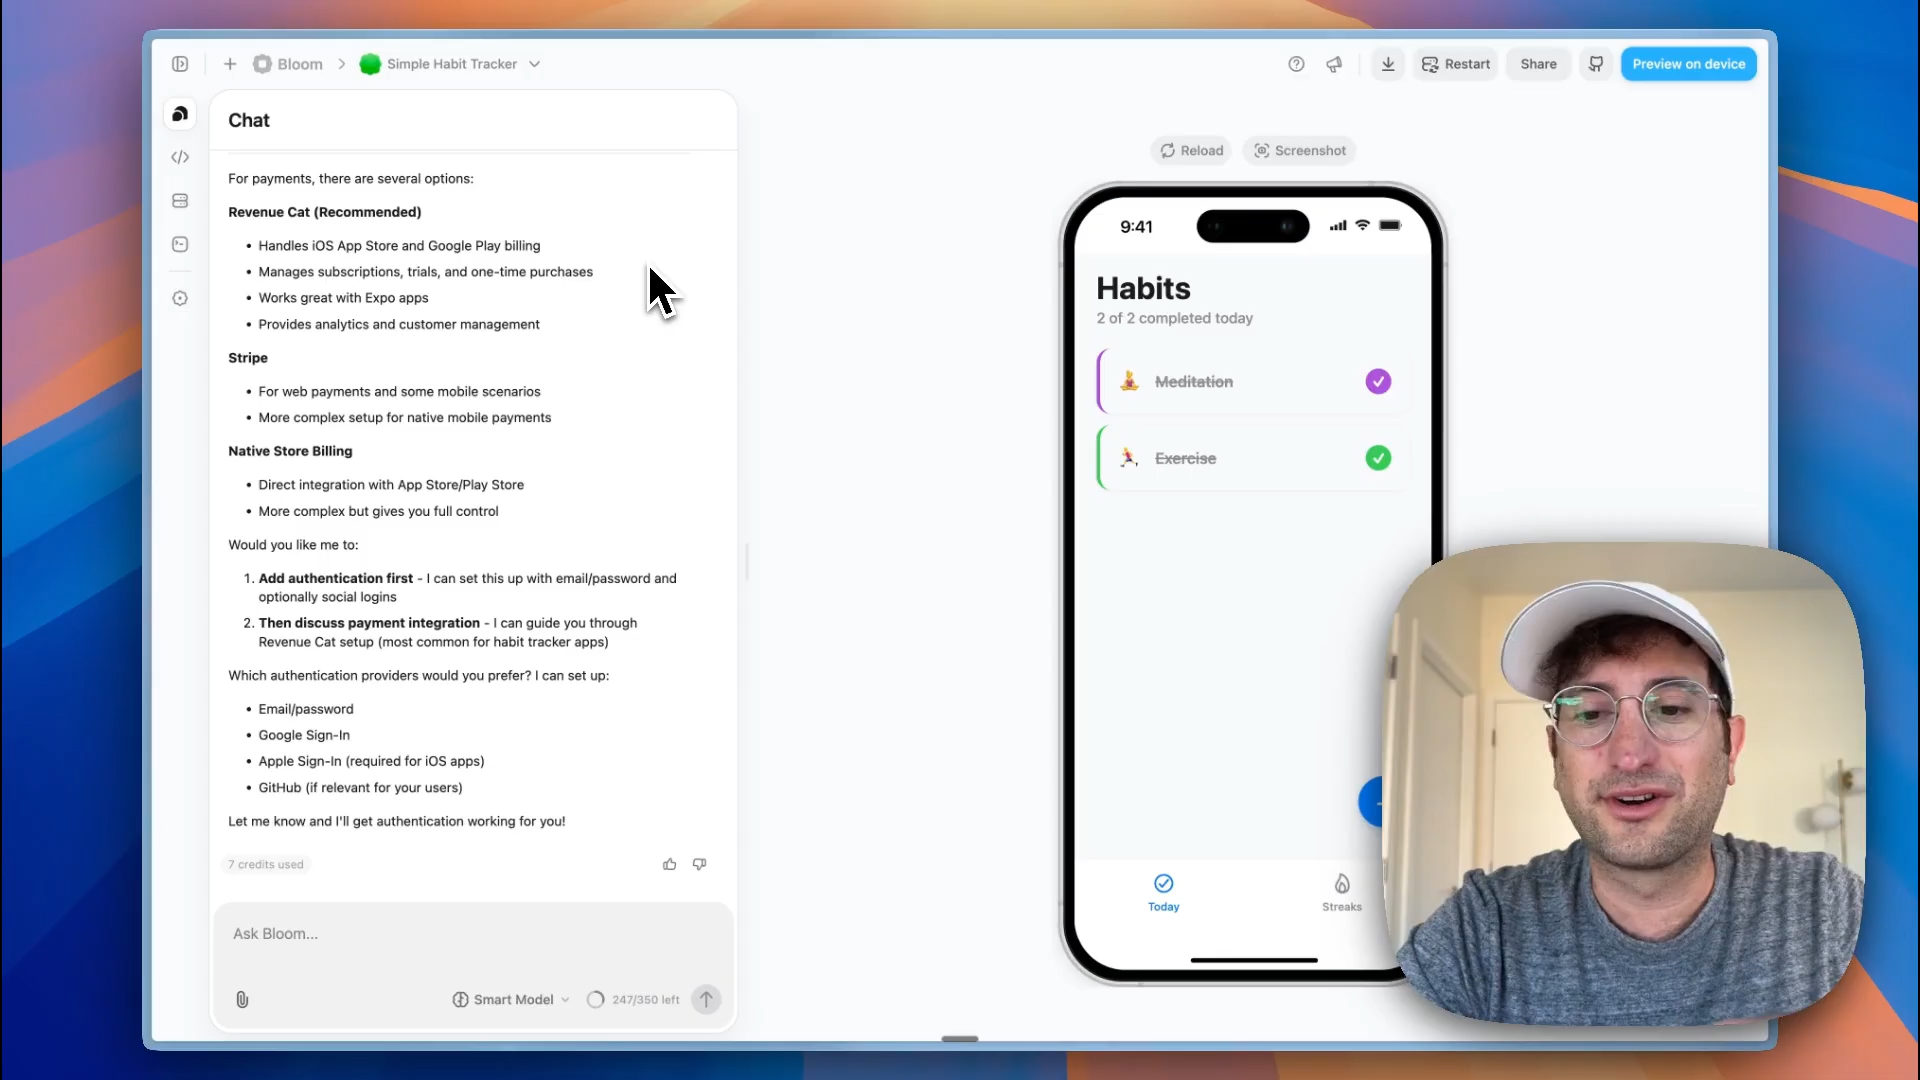 Bloom
Simple Habit Tracker
Restart
Share
Preview on device
Chat
For payments, there are several options:
Revenue Cat (Recommended)
• Handles iOS App Store and Google Play billing
• Manages subscriptions, trials, and one-time purchases
• Works great with Expo apps
• Provides analytics and customer management
Stripe
• For web payments and some mobile scenarios
• More complex setup for native mobile payments
Native Store Billing
• Direct integration with App Store/Play Store
• More complex but gives you full control
Would you like me to:
1. Add authentication first - I can set this up with email/password and
optionally social logins
2. Then discuss payment integration - I can guide you through
Revenue Cat setup (most common for habit tracker apps)
Which authentication providers would you prefer? I can set up:
• Email/password
• Google Sign-In
• Apple Sign-In (required for iOS apps)
• GitHub (if relevant for your users)
Let me know and I'll get authentication working for you!
7 credits used
Ask Bloom...
Smart Model
247/350 left
Reload
Screenshot
9:41
Habits
2 of 2 completed today
Meditation
Exercise
Today
Streaks